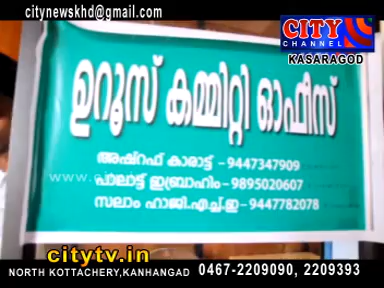 citynewskhd@gmail.com
CITY
CHANNEL
KASARAGOD
ഉറൂസ് കമ്മിറ്റി ഓഫീസ്
അഷ്റഫ് കാരാട്ട് -9447347909
പാലാട്ട് ഇബ്രാഹിം-9895020607
സലാം ഹാജി.എച്ച്.ഇ-9447782078
citytv.in
NORTH KOTTACHERY,KANHANGAD 0467-2209090, 2209393